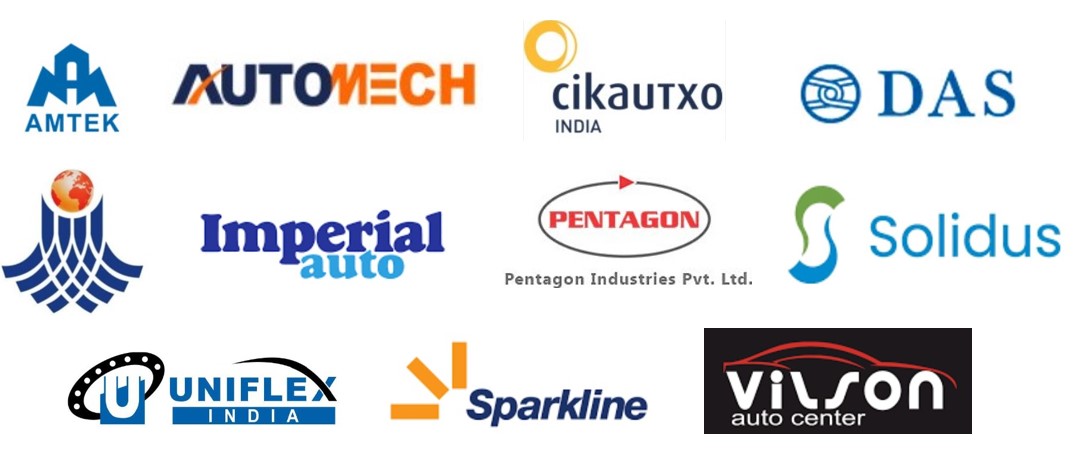 AMTEK
AUTOMECH
cikautxo
INDIA
DAS
Imperial
auto
PENTAGON
Pentagon Industries Pvt. Ltd.
Solidus
U UNIFLEX
INDIA
Sparkline
vilson
auto center